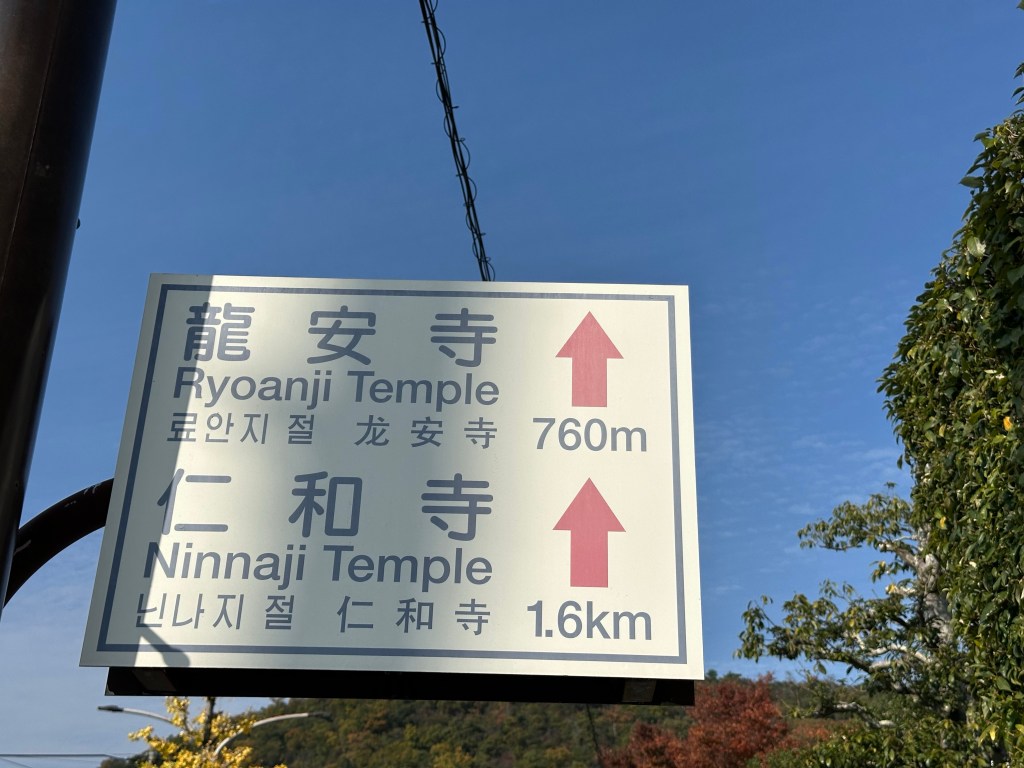 龍安寺
Ryoanji Temple
료안지 절 龙安寺 760m
仁和寺
Ninnaji Temple
닌나지 절 仁和寺 1.6km